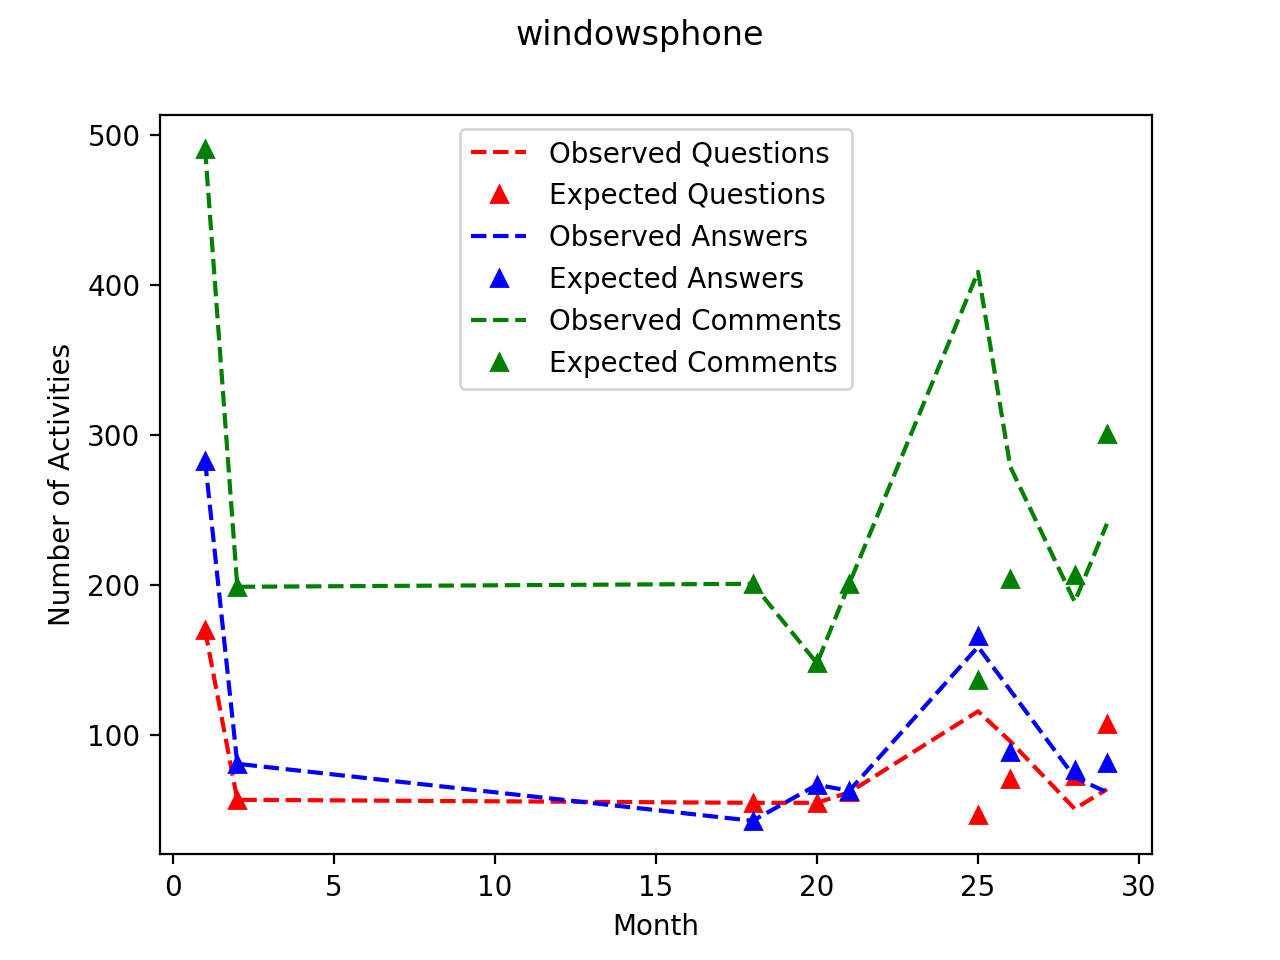 windowsphone
500
400
300
200
100
Number of Activities
Observed Questions
Expected Questions
Observed Answers
Expected Answers
Observed Comments
Expected Comments
0 5 10 15 20 25 30
Month